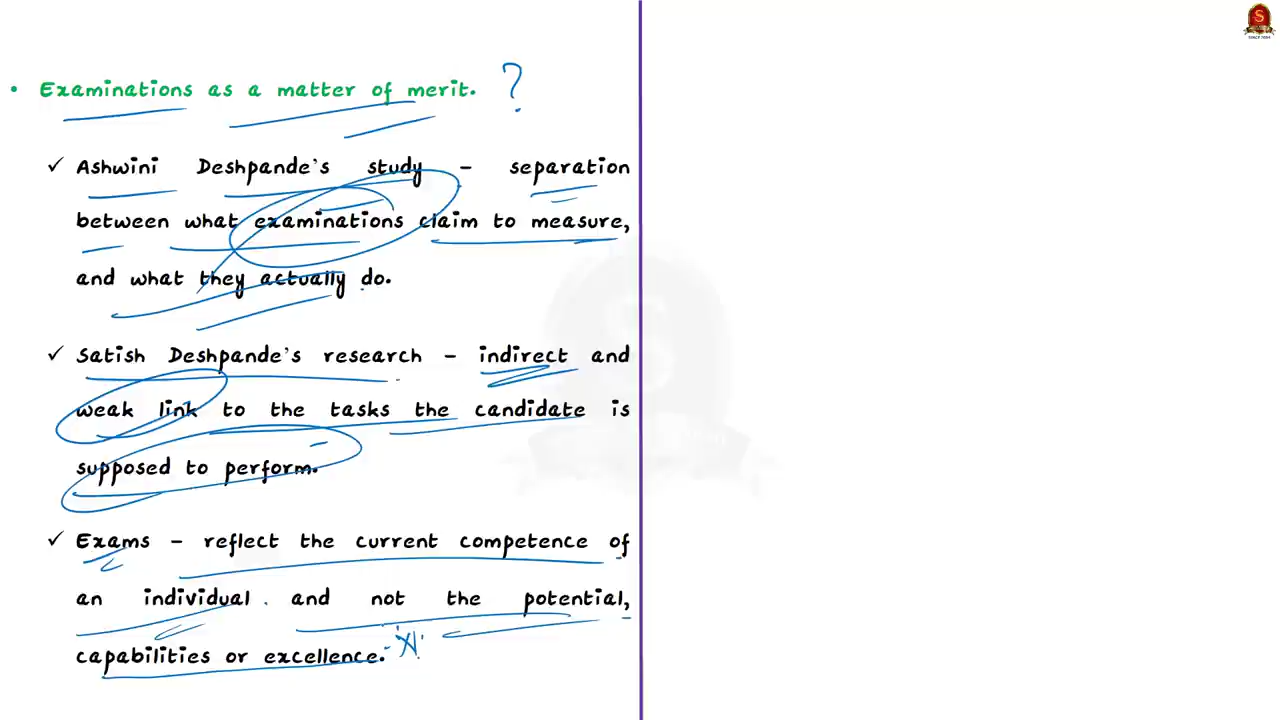 • Examinations as a matter of merit. ?
✓ Ashwini Deshpande's study – separation
between what examinations claim to measure,
and what they actually do.
✓ Satish Deshpande's research – indirect and
weak link to the tasks the candidate is
supposed to perform.
✓ Exams – reflect the current competence of
an individual and not the potential,
capabilities or excellence.